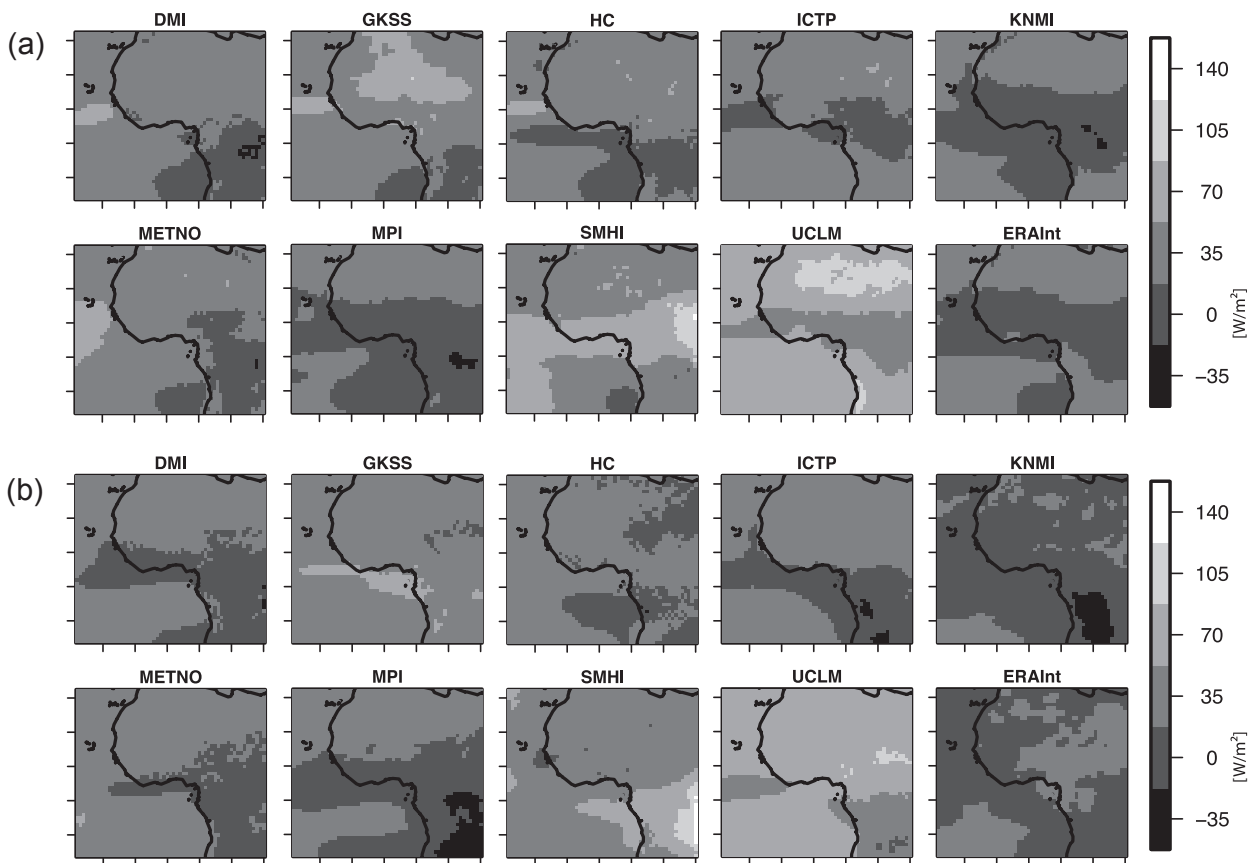 (a)
DMI GKSS HC ICTP KNMI
METNO MPI SMHI UCLM ERAInt
140
105
70
35
0
−35
[W/m²]
(b)
DMI GKSS HC ICTP KNMI
METNO MPI SMHI UCLM ERAInt
140
105
70
35
0
−35
[W/m²]